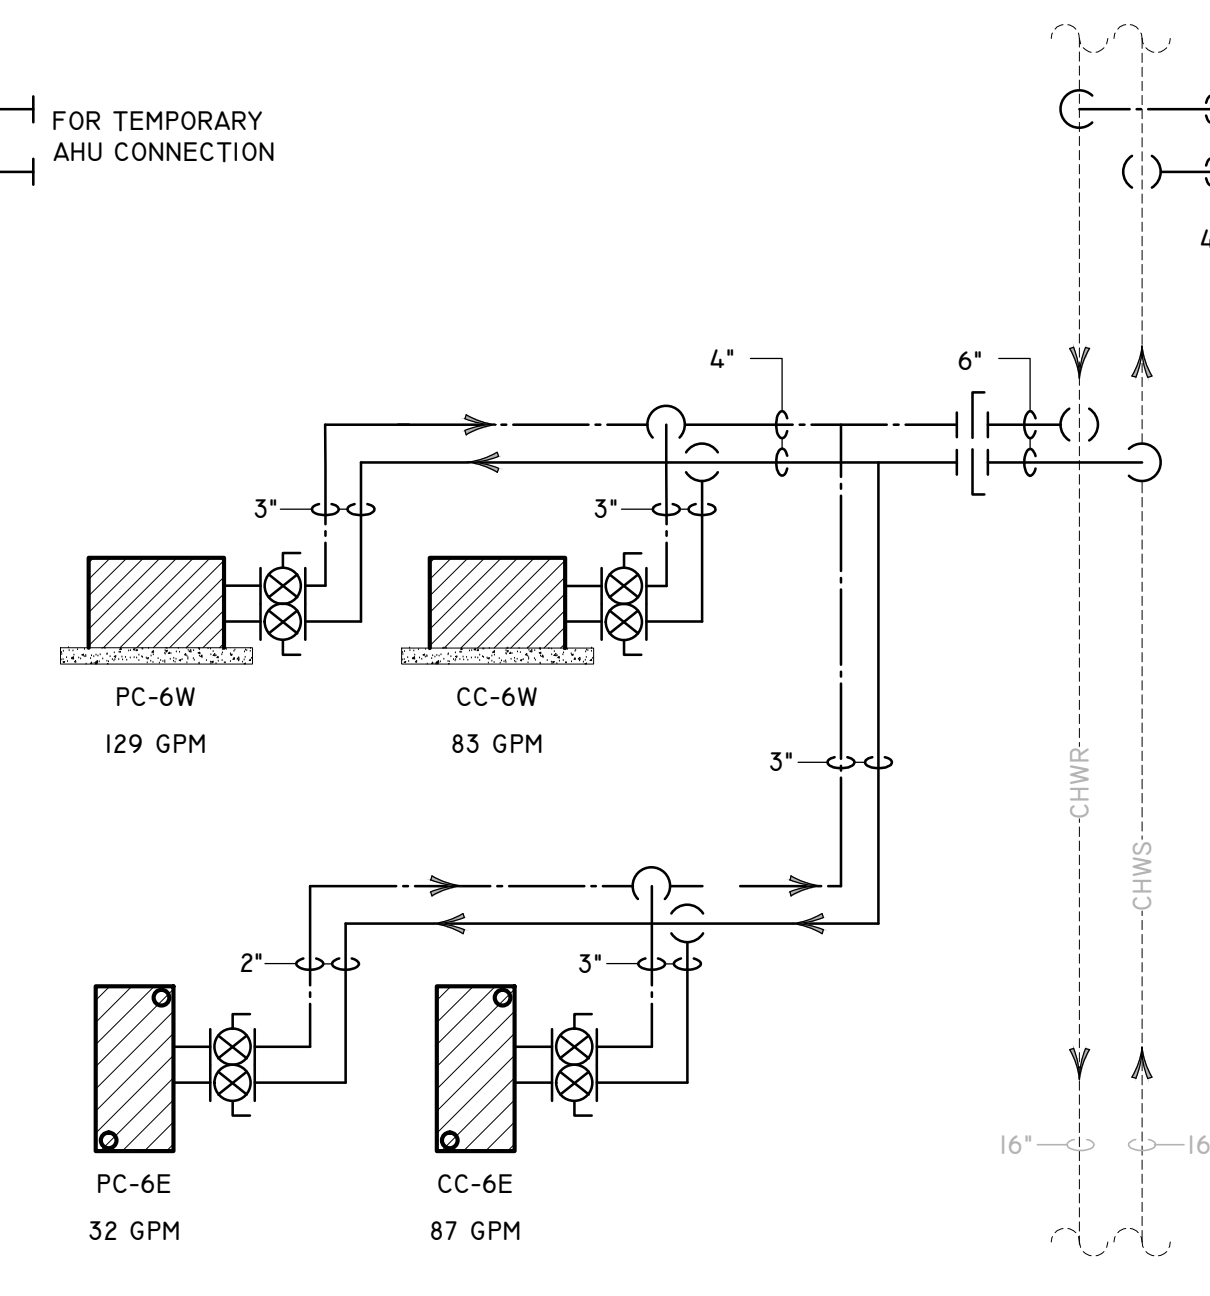 FOR TEMPORARY
AHU CONNECTION
4"
6"
3"
3"
PC-6W
129 GPM
CC-6W
83 GPM
3"
CHWR
CHWS
2"
3"
16"
16
PC-6E
32 GPM
CC-6E
87 GPM